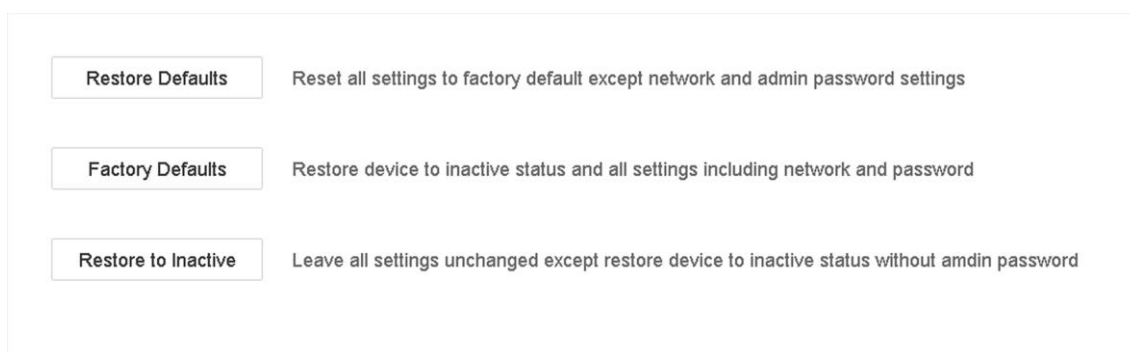 Restore Defaults Reset all settings to factory default except network and admin password settings
Factory Defaults Restore device to inactive status and all settings including network and password
Restore to Inactive Leave all settings unchanged except restore device to inactive status without amdin password